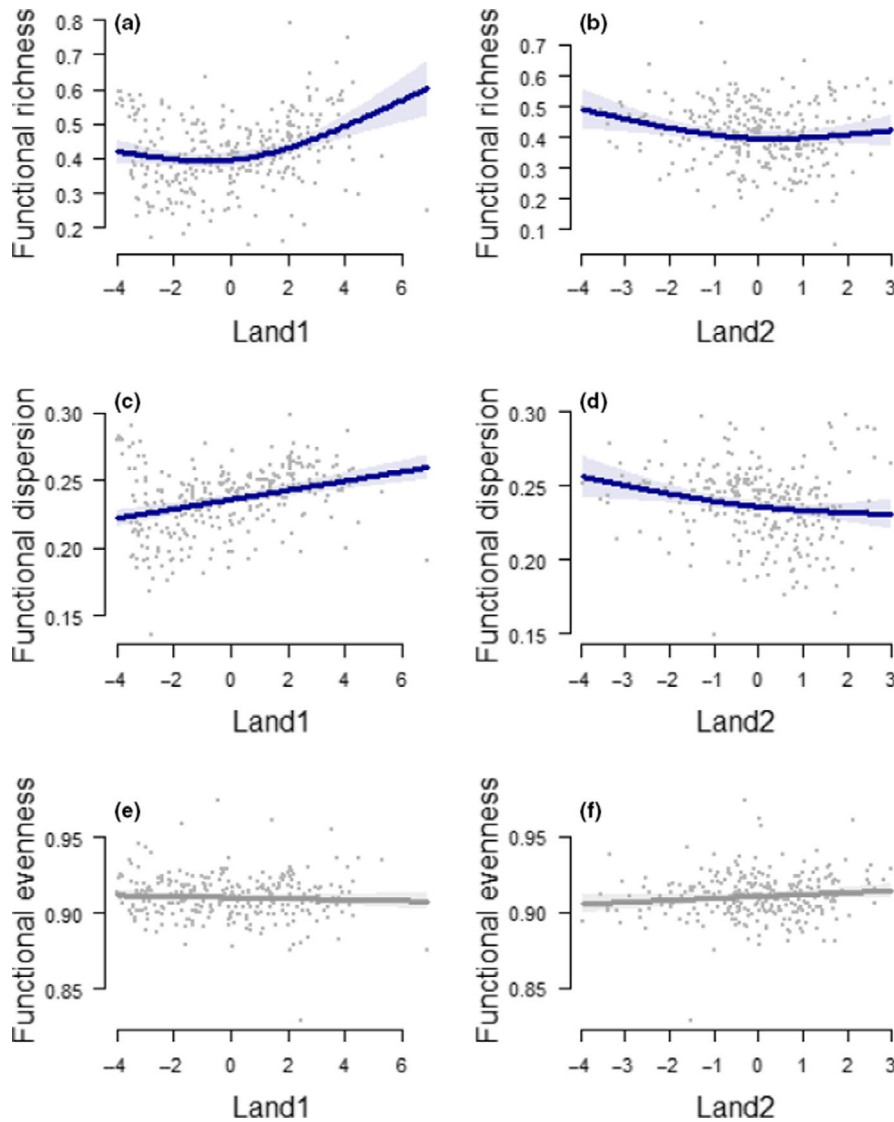 (a)
Functional richness
0.8
0.7
0.6
0.5
0.4
0.3
0.2
−4 −2 0 2 4 6
Land1
(b)
Functional richness
0.7
0.6
0.5
0.4
0.3
0.2
0.1
−4 −3 −2 −1 0 1 2 3
Land2
(c)
Functional dispersion
0.30
0.25
0.20
0.15
−4 −2 0 2 4 6
Land1
(d)
Functional dispersion
0.30
0.25
0.20
0.15
−4 −3 −2 −1 0 1 2 3
Land2
(e)
Functional evenness
0.95
0.90
0.85
−4 −2 0 2 4 6
Land1
(f)
Functional evenness
0.95
0.90
0.85
−4 −3 −2 −1 0 1 2 3
Land2